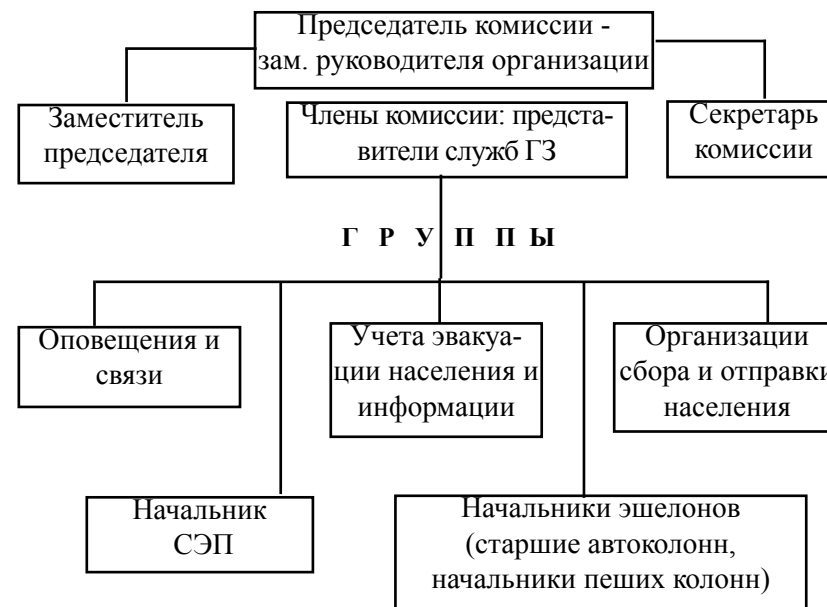 Председатель комиссии -
зам. руководителя организации
Заместитель
председателя
Члены комиссии: предста-
вители служб ГЗ
Секретарь
комиссии
Г Р У П П Ы
Оповещения и
связи
Учета эвакуа-
ции населения и
информации
Организации
сбора и отправки
населения
Начальник
СЭП
Начальники эшелонов
(старшие автоколонн,
начальники пеших колонн)